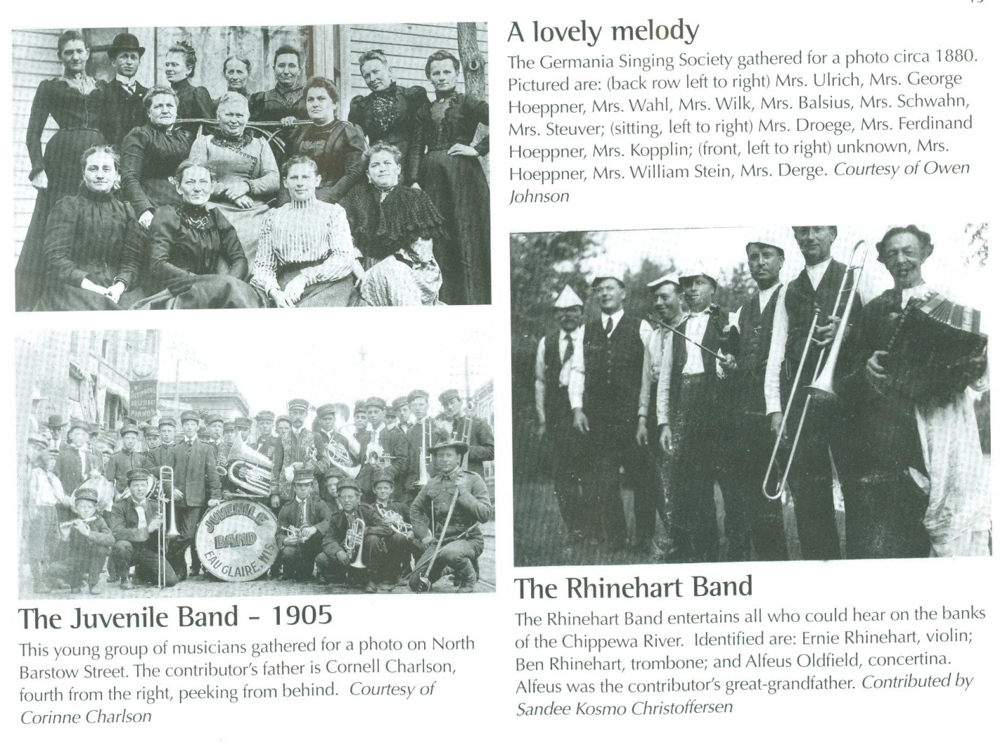 A lovely melody
The Germania Singing Society gathered for a photo circa 1880.
Pictured are: (back row left to right) Mrs. Ulrich, Mrs. George
Hoeppner, Mrs. Wahl, Mrs. Wilk, Mrs. Balsius, Mrs. Schwahn,
Mrs. Steuver; (sitting, left to right) Mrs. Droege, Mrs. Ferdinand
Hoeppner, Mrs. Kopplin; (front, left to right) unknown, Mrs.
Hoeppner, Mrs. William Stein, Mrs. Derge. Courtesy of Owen
Johnson
MUSIC
PIANOS
JUVENILE
BAND
EAU CLAIRE, WIS.
The Juvenile Band – 1905
This young group of musicians gathered for a photo on North
Barstow Street. The contributor's father is Cornell Charlson,
fourth from the right, peeking from behind. Courtesy of
Corinne Charlson
The Rhinehart Band
The Rhinehart Band entertains all who could hear on the banks
of the Chippewa River. Identified are: Ernie Rhinehart, violin;
Ben Rhinehart, trombone; and Alfeus Oldfield, concertina.
Alfeus was the contributor's great-grandfather. Contributed by
Sandee Kosmo Christoffersen